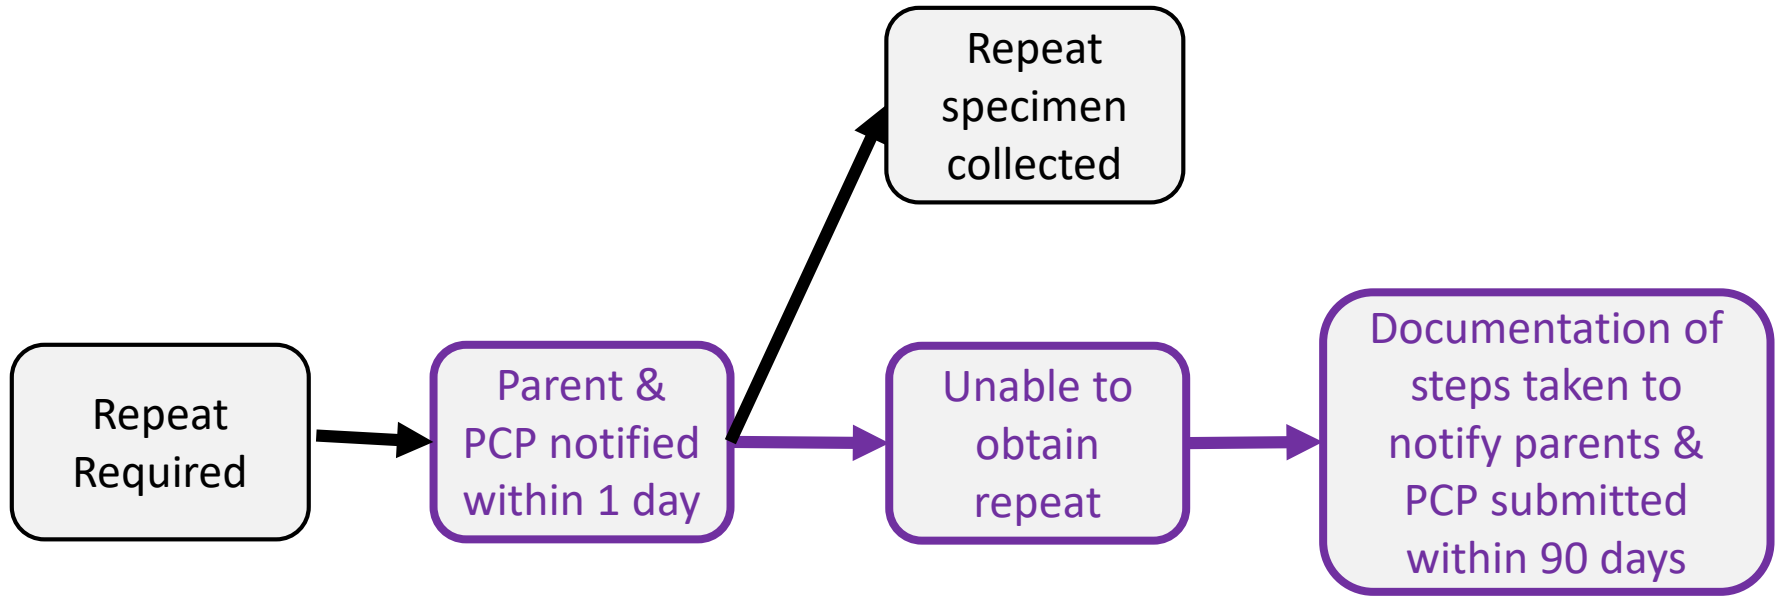 Repeat
specimen
collected
Repeat
Required
Parent &
PCP notified
within 1 day
Unable to
obtain
repeat
Documentation of
steps taken to
notify parents &
PCP submitted
within 90 days